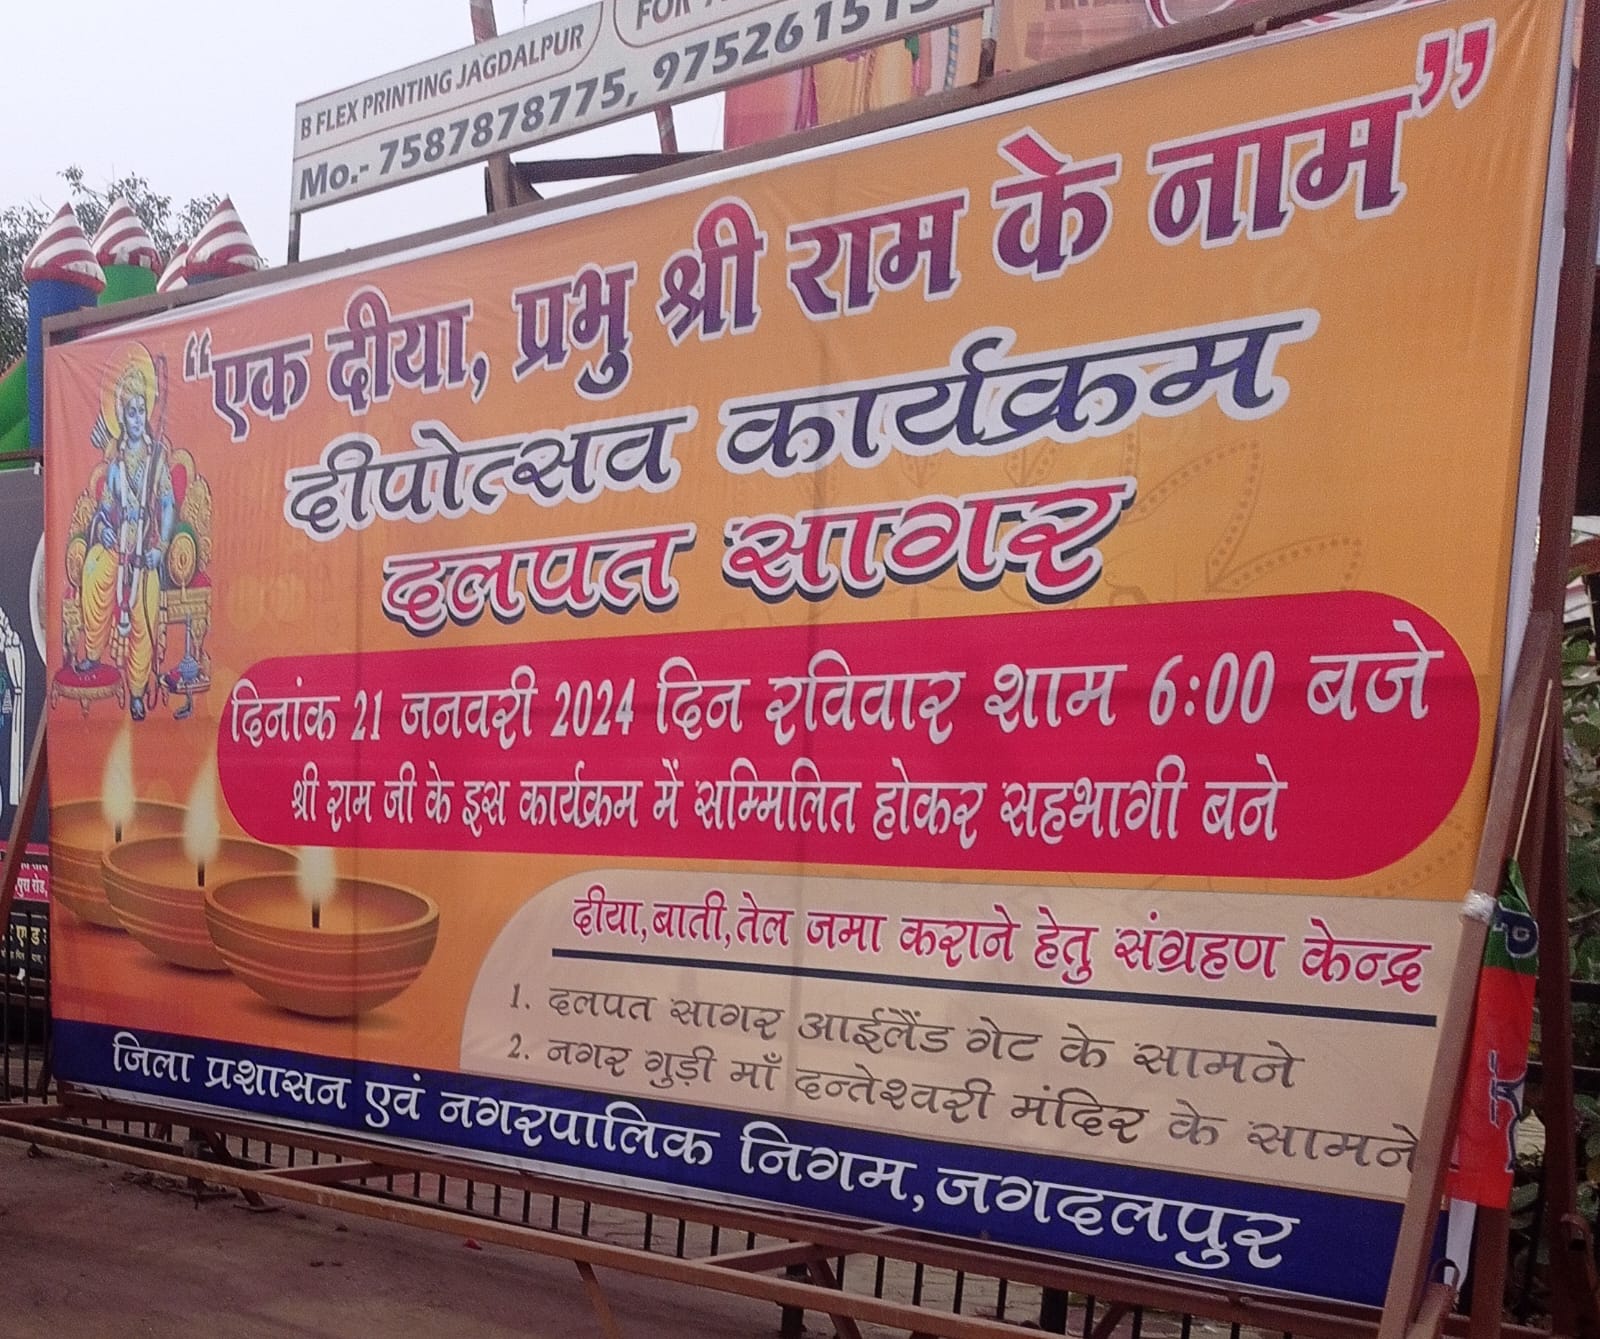 B FLEX PRINTING JAGDALPUR
Mo.- 7587878775, 975261515
“एक दीया, प्रभु श्री राम के नाम”
दीपोत्सव कार्यक्रम
दलपत सागर
दिनांक 21 जनवरी 2024 दिन रविवार शाम 6:00 बजे
श्री राम जी के इस कार्यक्रम में सम्मिलित होकर सहभागी बने
दीया, बाती, तेल जमा कराने हेतु संग्रहण केन्द्र
1. दलपत सागर आईलैंड गेट के सामने
2. नगर गुड़ी माँ दन्तेश्वरी मंदिर के सामने
जिला प्रशासन एवं नगरपालिक निगम, जगदलपुर